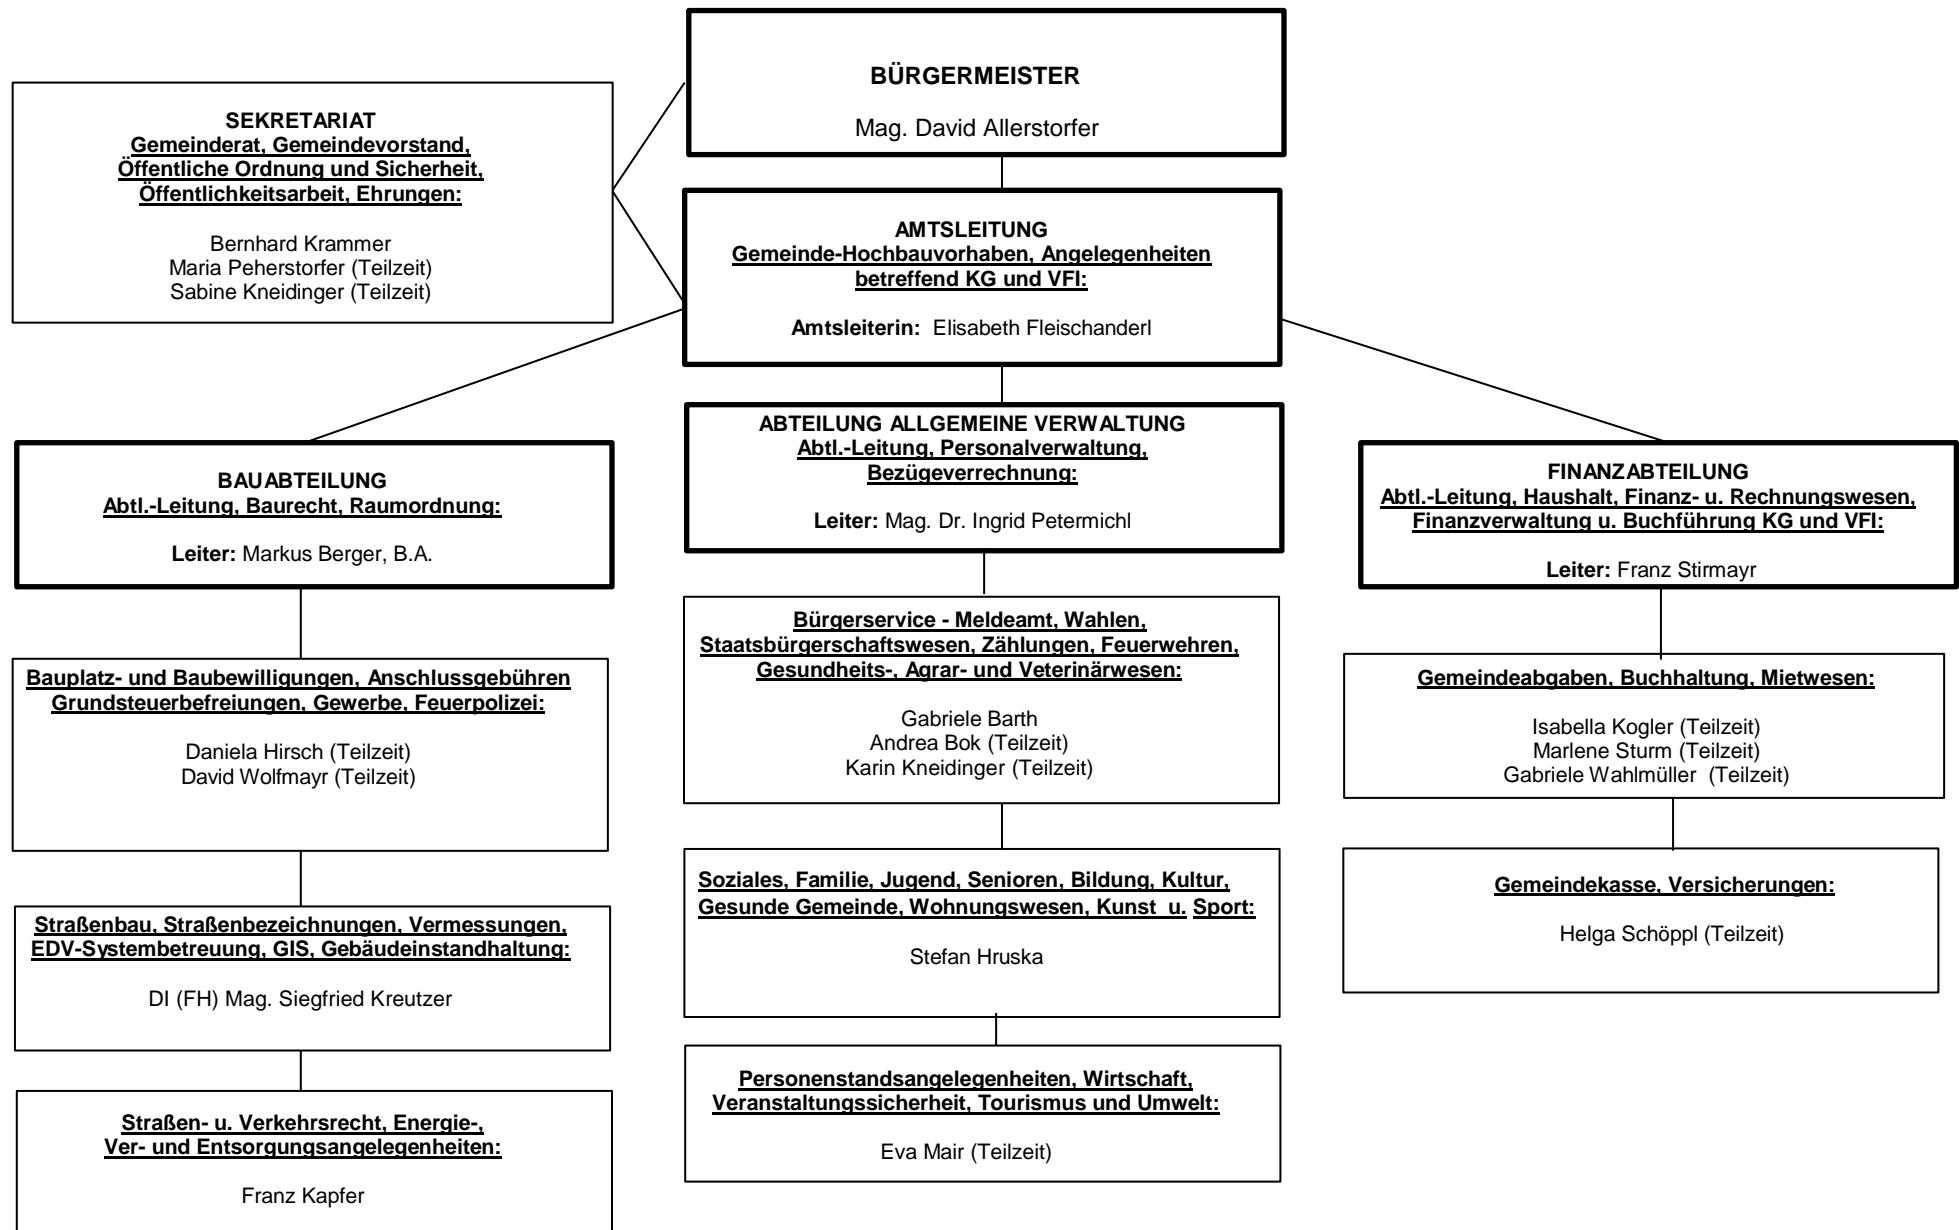 BÜRGERMEISTER
Mag. David Allerstorfer
SEKRETARIAT
Gemeinderat, Gemeindevorstand,
Öffentliche Ordnung und Sicherheit,
Öffentlichkeitsarbeit, Ehrungen:
Bernhard Krammer
Maria Peherstorfer (Teilzeit)
Sabine Kneidinger (Teilzeit)
AMTSLEITUNG
Gemeinde-Hochbauvorhaben, Angelegenheiten
betreffend KG und VFI:
Amtsleiterin: Elisabeth Fleischanderl
BAUABTEILUNG
Abtl.-Leitung, Baurecht, Raumordnung:
Leiter: Markus Berger, B.A.
Bauplatz- und Baubewilligungen, Anschlussgebühren
Grundsteuerbefreiungen, Gewerbe, Feuerpolizei:
Daniela Hirsch (Teilzeit)
David Wolfmayr (Teilzeit)
Straßenbau, Straßenbezeichnungen, Vermessungen,
EDV-Systembetreuung, GIS, Gebäudeinstandhaltung:
DI (FH) Mag. Siegfried Kreutzer
Straßen- u. Verkehrsrecht, Energie-,
Ver- und Entsorgungsangelegenheiten:
Franz Kapfer
ABTEILUNG ALLGEMEINE VERWALTUNG
Abtl.-Leitung, Personalverwaltung,
Bezügeverrechnung:
Leiter: Mag. Dr. Ingrid Petermichl
Bürgerservice - Meldeamt, Wahlen,
Staatsbürgerschaftswesen, Zählungen, Feuerwehren,
Gesundheits-, Agrar- und Veterinärwesen:
Gabriele Barth
Andrea Bok (Teilzeit)
Karin Kneidinger (Teilzeit)
Soziales, Familie, Jugend, Senioren, Bildung, Kultur,
Gesunde Gemeinde, Wohnungswesen, Kunst u. Sport:
Stefan Hruska
Personenstandsangelegenheiten, Wirtschaft,
Veranstaltungssicherheit, Tourismus und Umwelt:
Eva Mair (Teilzeit)
FINANZABTEILUNG
Abtl.-Leitung, Haushalt, Finanz- u. Rechnungswesen,
Finanzverwaltung u. Buchführung KG und VFI:
Leiter: Franz Stirmayr
Gemeindeabgaben, Buchhaltung, Mietwesen:
Isabella Kogler (Teilzeit)
Marlene Sturm (Teilzeit)
Gabriele Wahlmüller (Teilzeit)
Gemeindekasse, Versicherungen:
Helga Schöppl (Teilzeit)